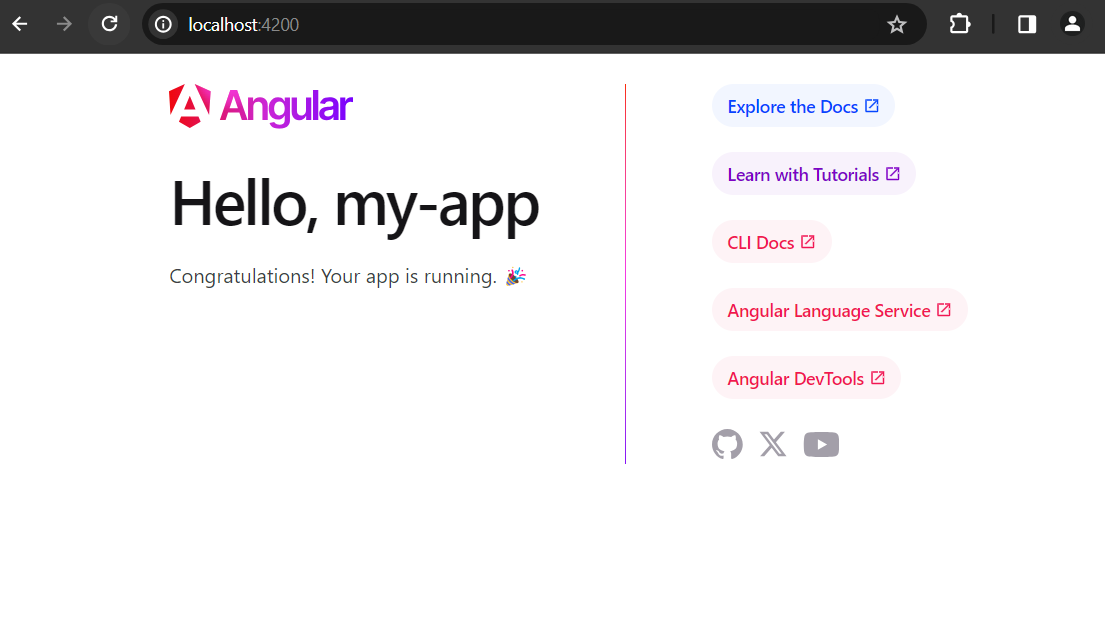 localhost:4200
Angular
Hello, my-app
Congratulations! Your app is running. 🎉
Explore the Docs
Learn with Tutorials
CLI Docs
Angular Language Service
Angular DevTools